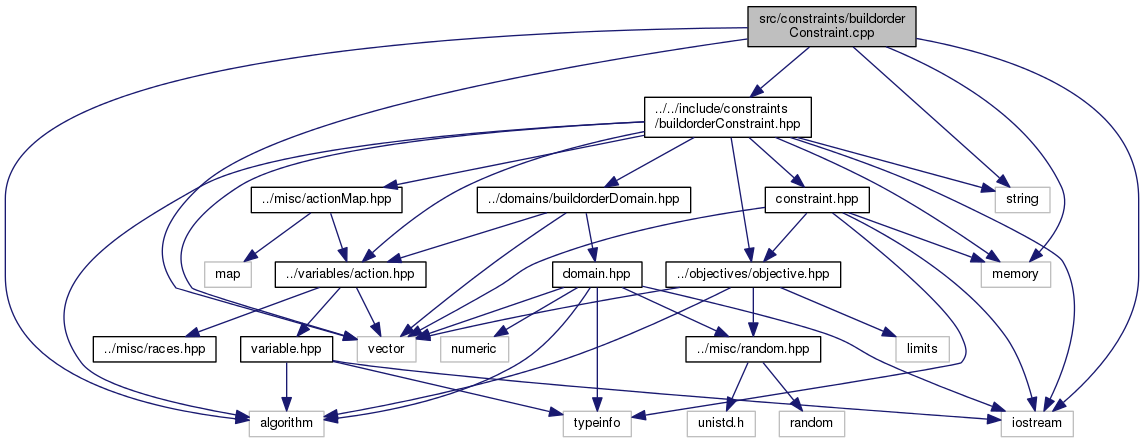 src/constraints/buildorder
Constraint.cpp
../../include/constraints
/buildorderConstraint.hpp
../misc/actionMap.hpp
../domains/buildorderDomain.hpp
constraint.hpp
string
map
../variables/action.hpp
domain.hpp
../objectives/objective.hpp
memory
../misc/races.hpp
variable.hpp
vector
numeric
../misc/random.hpp
limits
algorithm
typeinfo
unistd.h
random
iostream